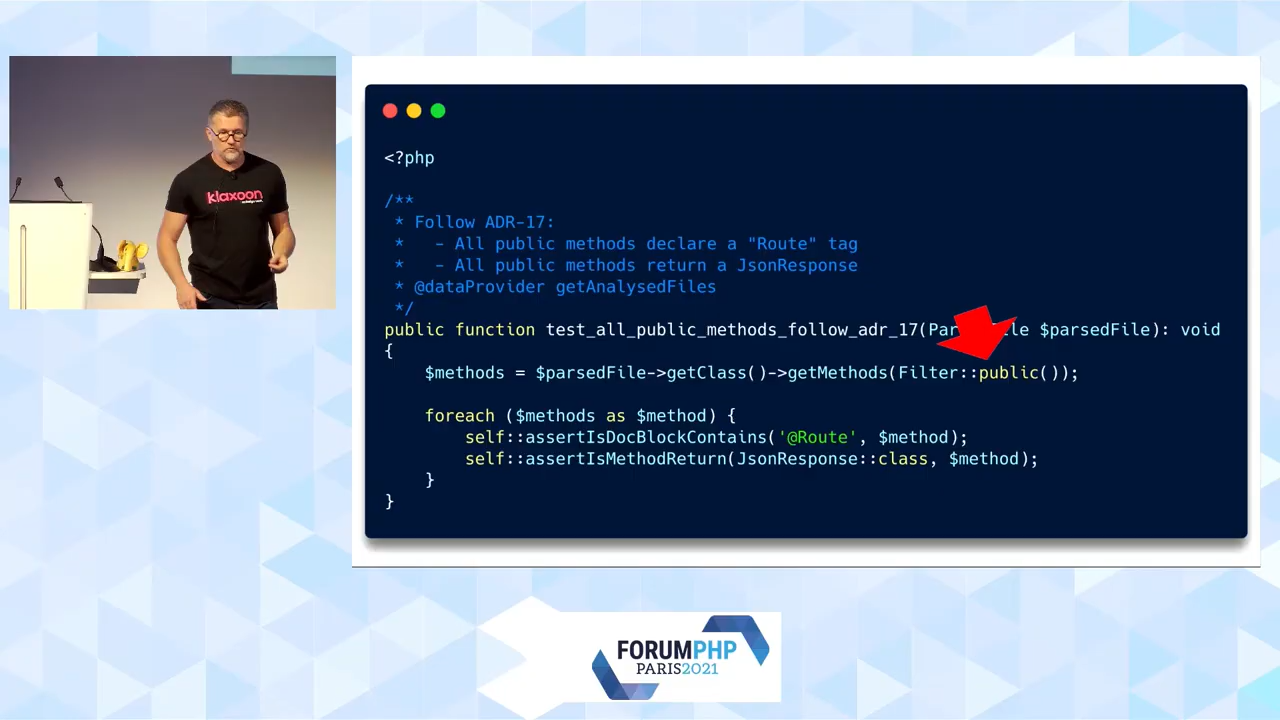 klaxoon
<?php
/**
* Follow ADR-17:
*   - All public methods declare a "Route" tag
*   - All public methods return a JsonResponse
* @dataProvider getAnalysedFiles
*/
public function test_all_public_methods_follow_adr_17( $parsedFile): void
{
$methods = $parsedFile->getClass()->getMethods(Filter::public());
foreach ($methods as $method) {
self::assertIsDocBlockContains('@Route', $method);
self::assertIsMethodReturn(JsonResponse::class, $method);
}
}
FORUMPHP
PARIS2021